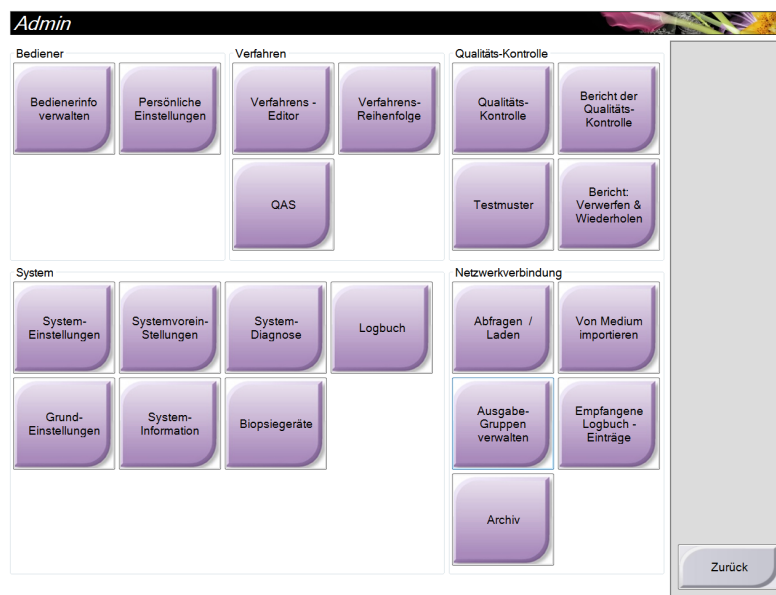 Admin
Bediener
Bedienerinfo
verwalten
Persönliche
Einstellungen
Verfahren
Verfahrens -
Editor
Verfahrens-
Reihenfolge
QAS
Qualitäts-Kontrolle
Qualitäts-
Kontrolle
Bericht der
Qualitäts-
Kontrolle
Testmuster
Bericht:
Verwerfen &
Wiederholen
System
System-
Einstellungen
Systemvorein-
Stellungen
System-
Diagnose
Logbuch
Grund-
Einstellungen
System-
Information
Biopsiegeräte
Netzwerkverbindung
Abfragen /
Laden
Von Medium
importieren
Ausgabe-
Gruppen
verwalten
Empfangene
Logbuch -
Einträge
Archiv
Zurück